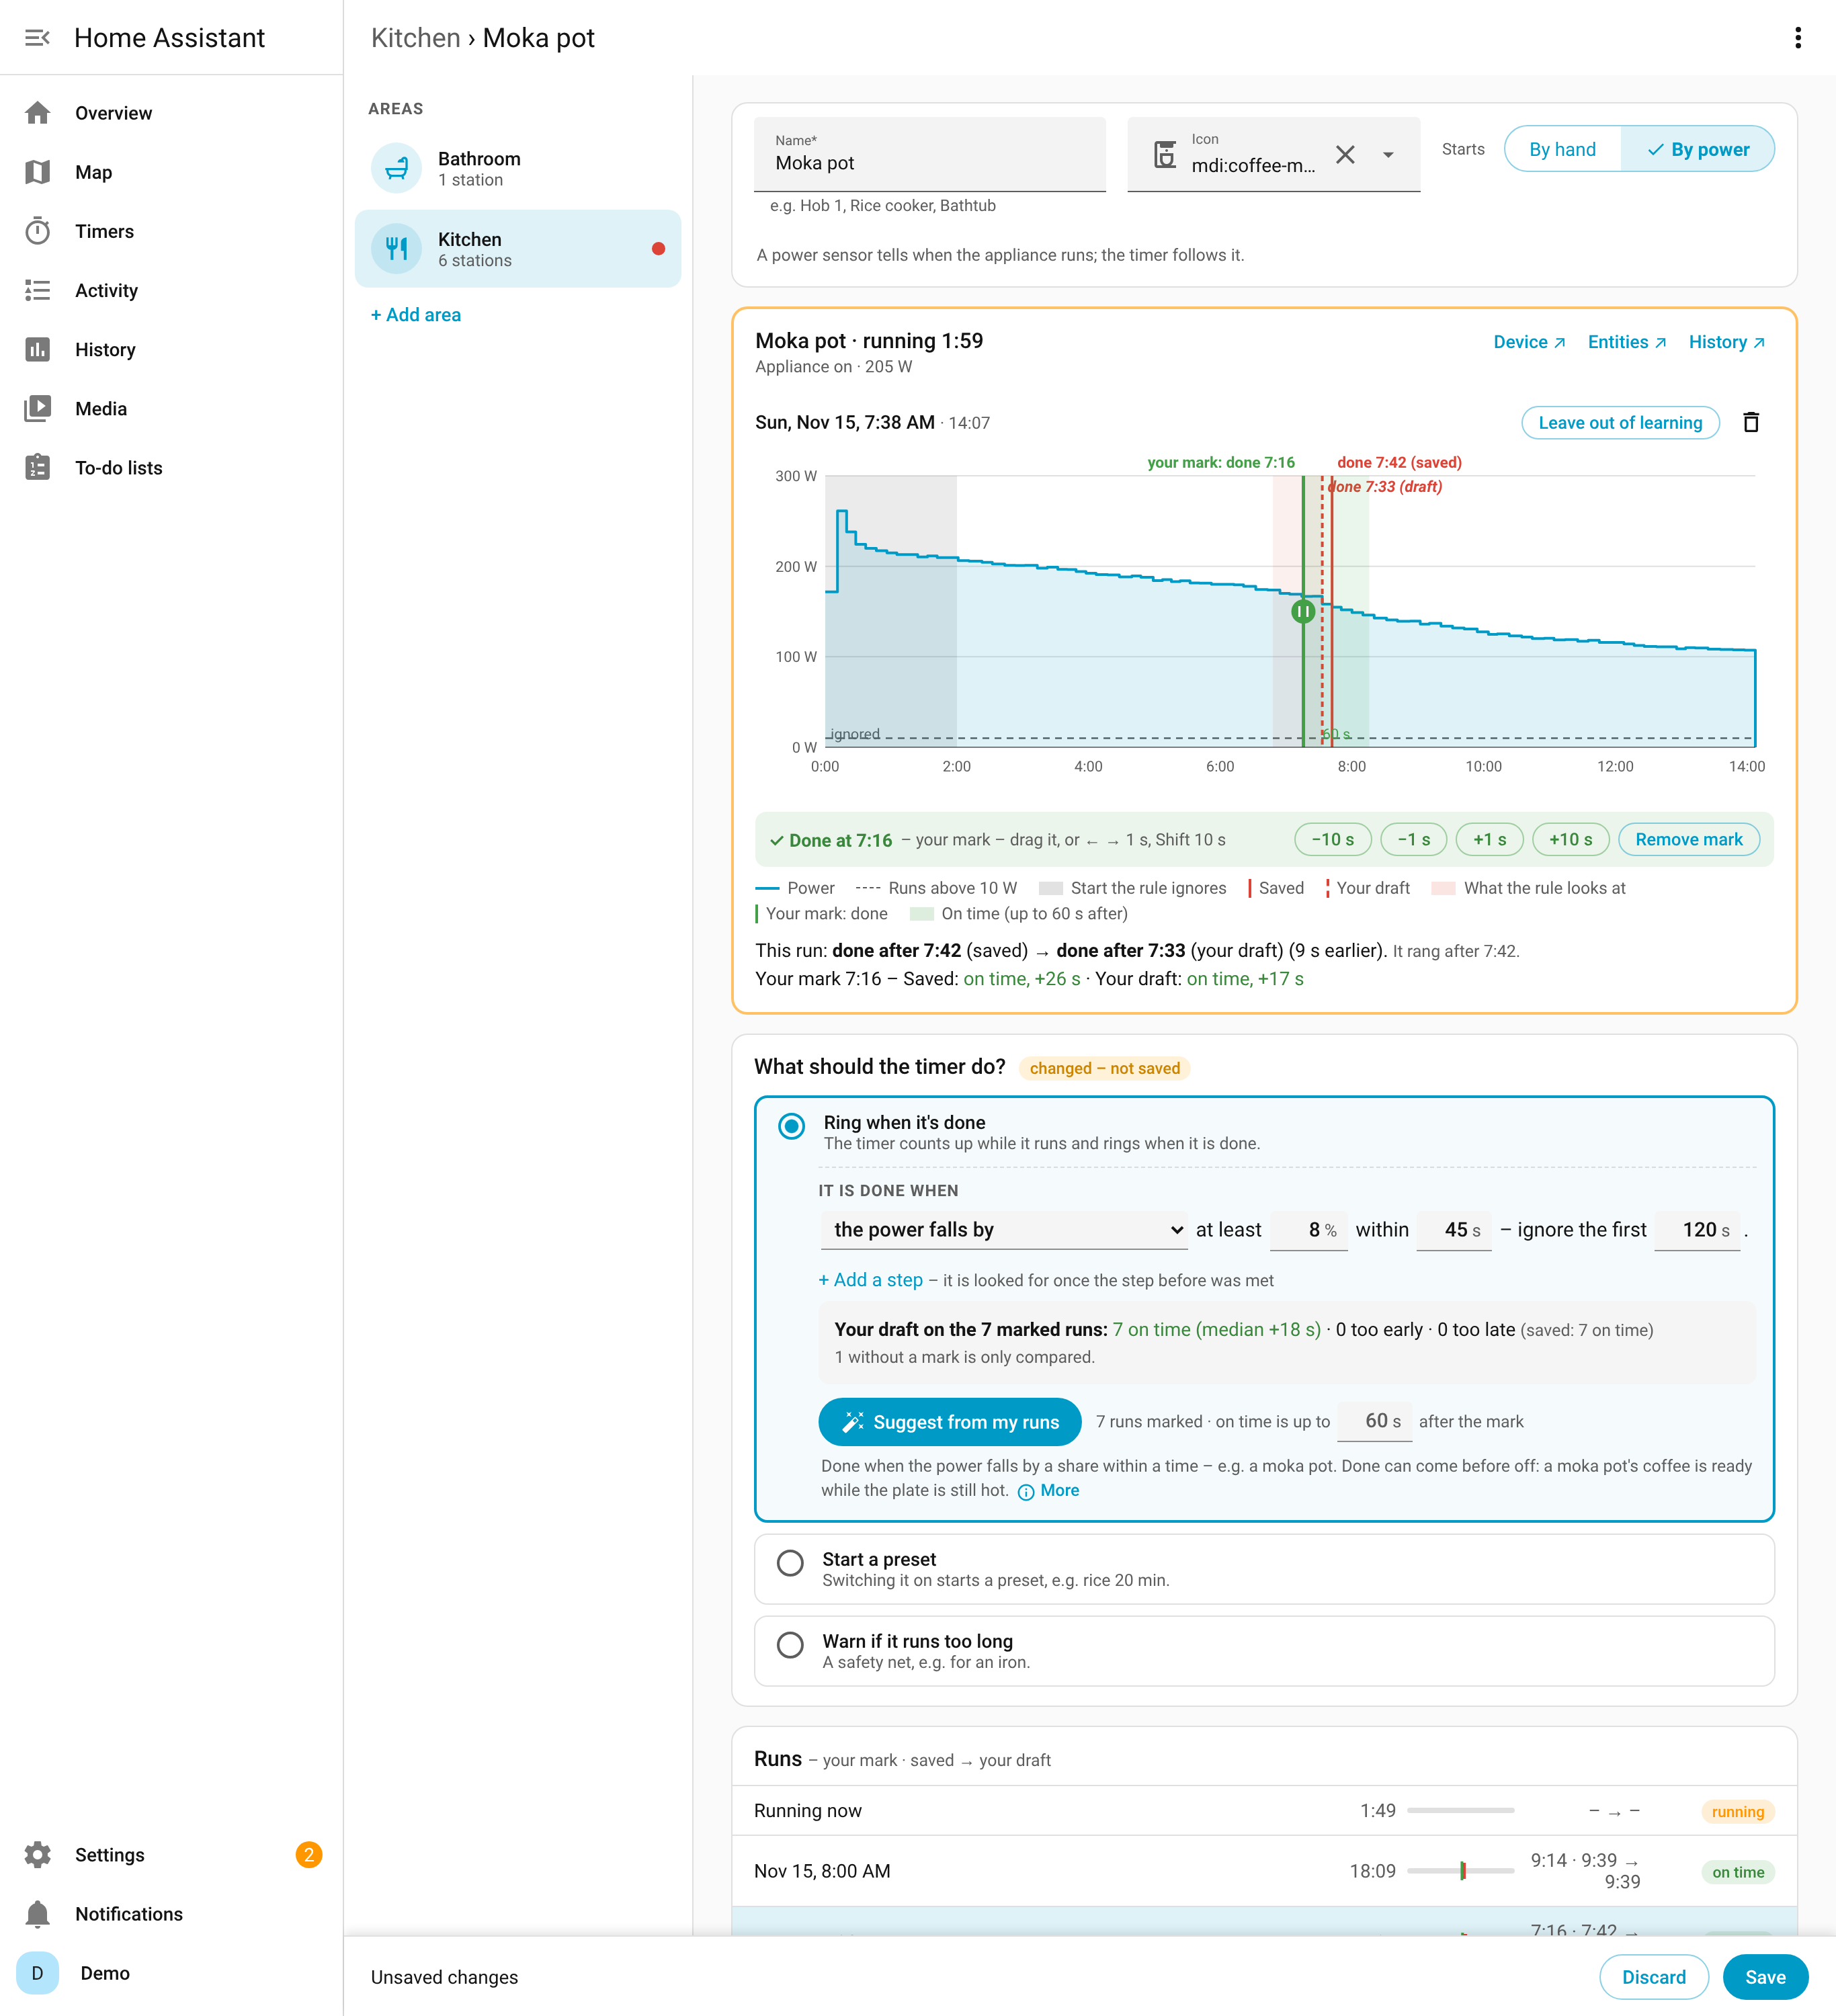 Home Assistant
Kitchen › Moka pot
Overview
Map
Timers
Activity
History
Media
To-do lists
Settings
2
Notifications
D
Demo
AREAS
Bathroom
1 station
Kitchen
6 stations
+ Add area
Name*
Moka pot
e.g. Hob 1, Rice cooker, Bathtub
Icon
mdi:coffee-m...
Starts
By hand
By power
A power sensor tells when the appliance runs; the timer follows it.
Moka pot · running 1:59
Appliance on · 205 W
Device
Entities
History
Sun, Nov 15, 7:38 AM · 14:07
Leave out of learning
your mark: done 7:16
done 7:42 (saved)
done 7:33 (draft)
300 W
200 W
100 W
0 W
ignored
60 s
0:00 2:00 4:00 6:00 8:00 10:00 12:00 14:00
Done at 7:16 – your mark – drag it, or ← → 1 s, Shift 10 s
−10 s
−1 s
+1 s
+10 s
Remove mark
Power
Runs above 10 W
Start the rule ignores
Saved
Your draft
What the rule looks at
Your mark: done
On time (up to 60 s after)
This run: done after 7:42 (saved) → done after 7:33 (your draft) (9 s earlier). It rang after 7:42.
Your mark 7:16 – Saved: on time, +26 s · Your draft: on time, +17 s
What should the timer do?
changed – not saved
Ring when it's done
The timer counts up while it runs and rings when it is done.
IT IS DONE WHEN
the power falls by at least 8 % within 45 s – ignore the first 120 s .
+ Add a step – it is looked for once the step before was met
Your draft on the 7 marked runs: 7 on time (median +18 s) · 0 too early · 0 too late (saved: 7 on time)
1 without a mark is only compared.
Suggest from my runs
7 runs marked · on time is up to 60 s after the mark
Done when the power falls by a share within a time – e.g. a moka pot. Done can come before off: a moka pot's coffee is ready
while the plate is still hot. More
Start a preset
Switching it on starts a preset, e.g. rice 20 min.
Warn if it runs too long
A safety net, e.g. for an iron.
Runs – your mark · saved → your draft
Running now
1:49
– → –
running
Nov 15, 8:00 AM
18:09
9:14 · 9:39 →
9:39
on time
7:16 · 7:42 →
Unsaved changes
Discard
Save